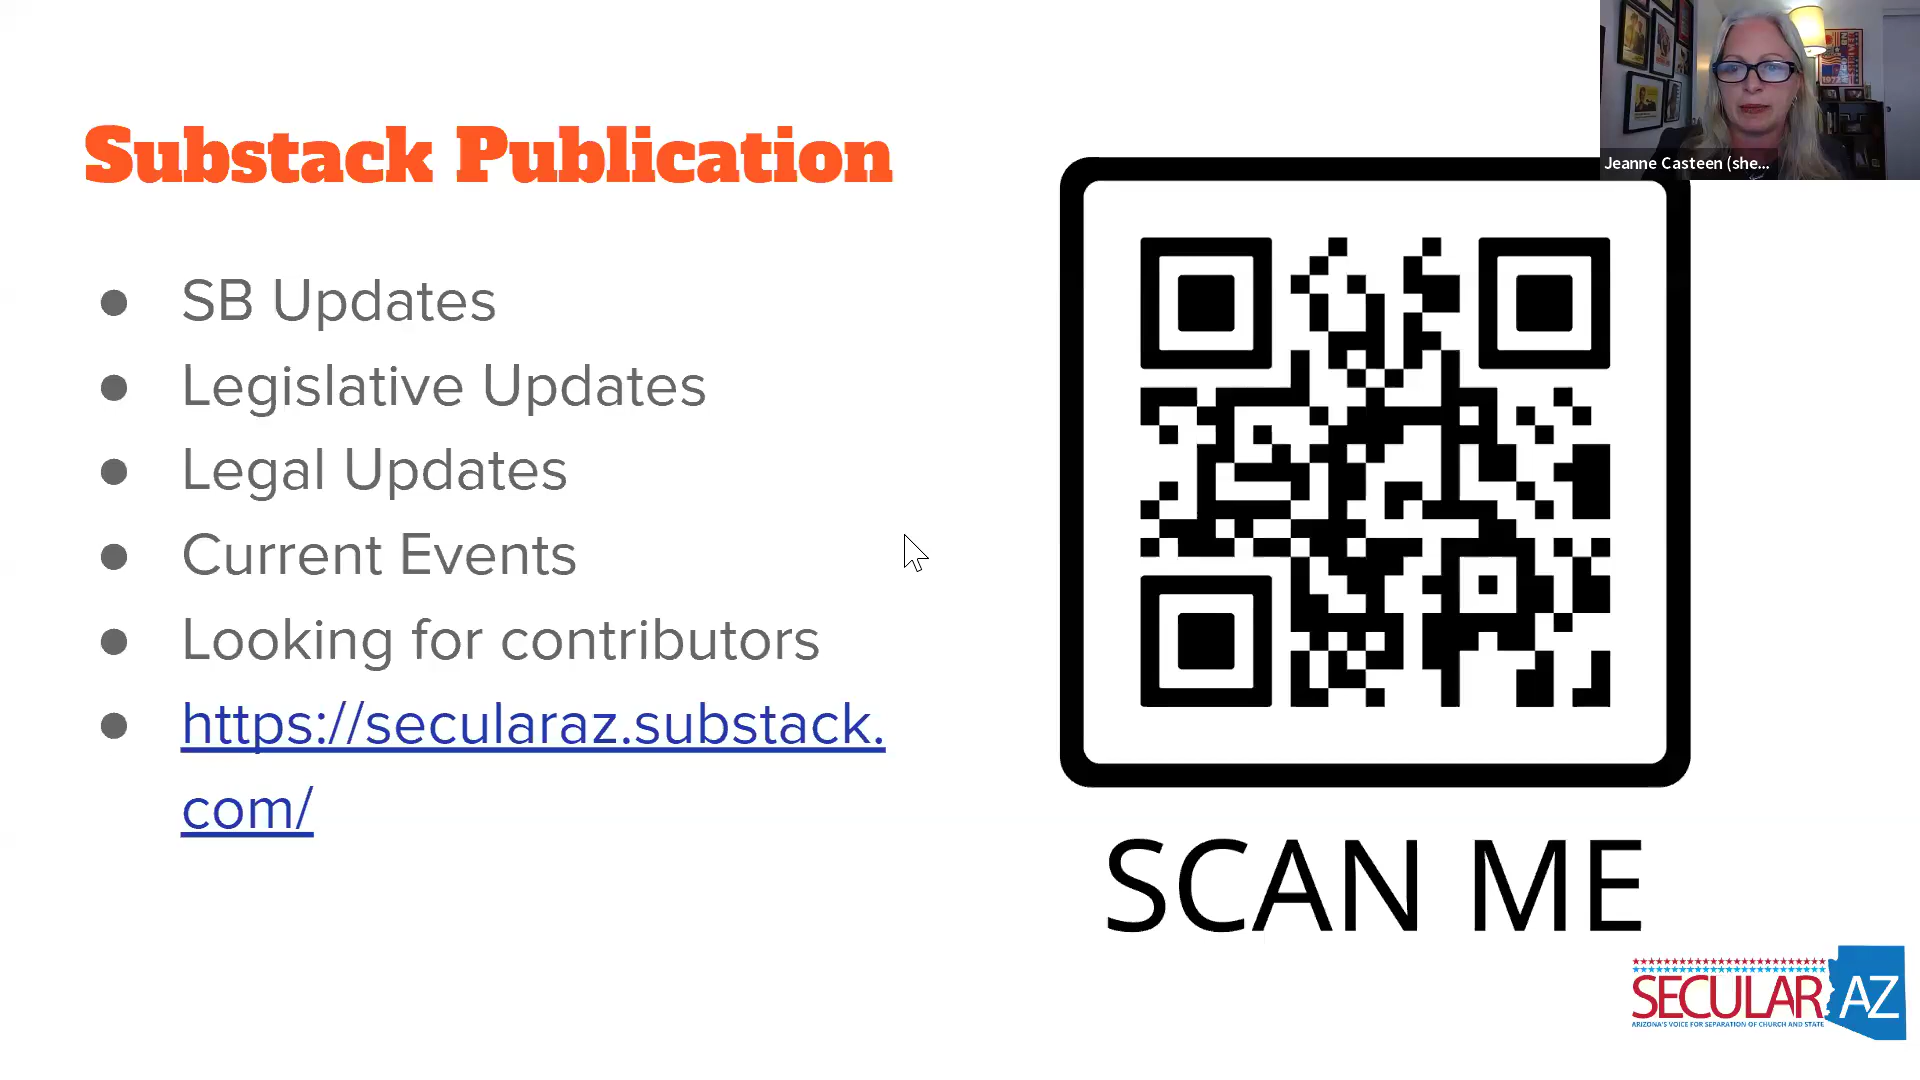 Jeanne Casteen (she...
Substack Publication
● SB Updates
● Legislative Updates
● Legal Updates
● Current Events
● Looking for contributors
● https://secularaz.substack.
com/
SCAN ME
SECULAR AZ
ARIZONA'S VOICE FOR SEPARATION OF CHURCH AND STATE